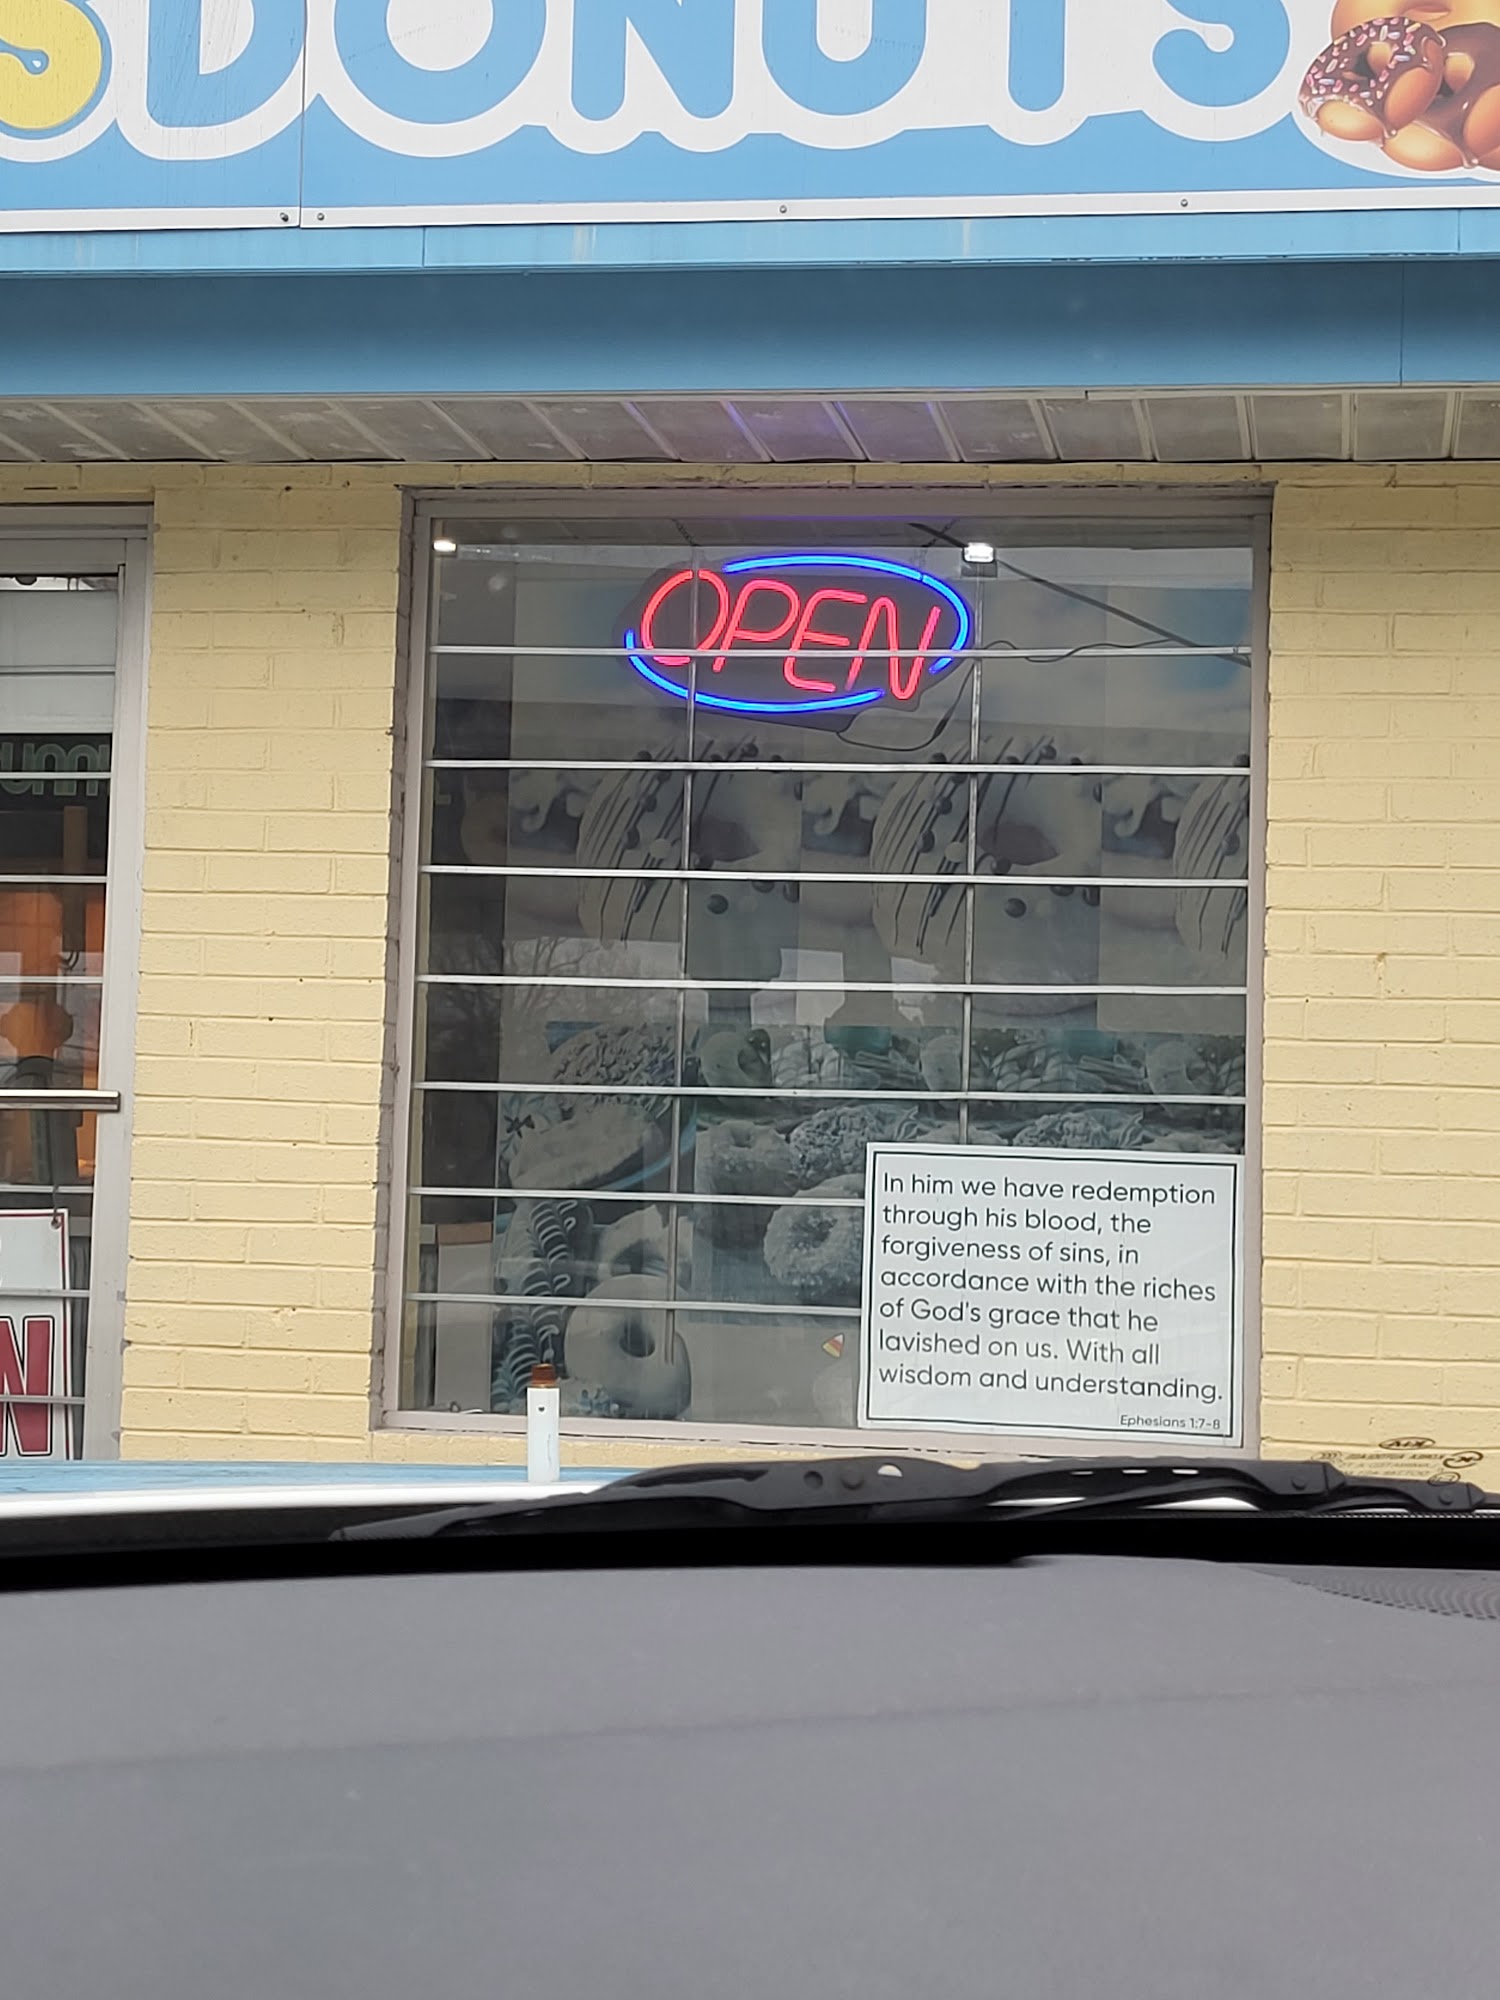 SDONUTS
OPEN
In him we have redemption
through his blood, the
forgiveness of sins, in
accordance with the riches
of God's grace that he
lavished on us. With all
wisdom and understanding.
Ephesians 1:7-8
N